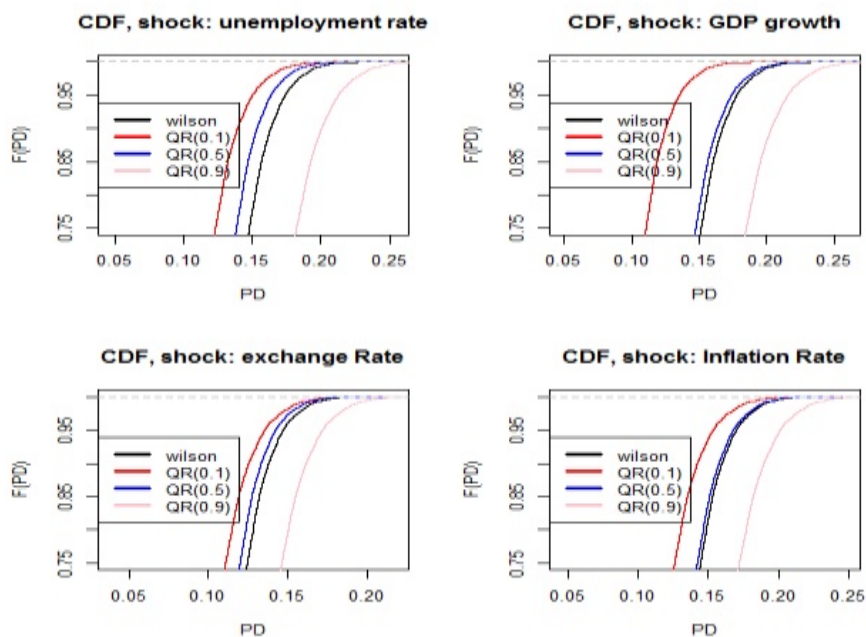 CDF, shock: unemployment rate
F(PD)
0.75 0.85 0.95
wilson
QR(0.1)
QR(0.5)
QR(0.9)
0.05 0.10 0.15 0.20 0.25
PD
CDF, shock: GDP growth
F(PD)
0.75 0.85 0.95
wilson
QR(0.1)
QR(0.5)
QR(0.9)
0.05 0.10 0.15 0.20 0.25
PD
CDF, shock: exchange Rate
F(PD)
0.75 0.85 0.95
wilson
QR(0.1)
QR(0.5)
QR(0.9)
0.05 0.10 0.15 0.20
PD
CDF, shock: Inflation Rate
F(PD)
0.75 0.85 0.95
wilson
QR(0.1)
QR(0.5)
QR(0.9)
0.05 0.10 0.15 0.20 0.25
PD